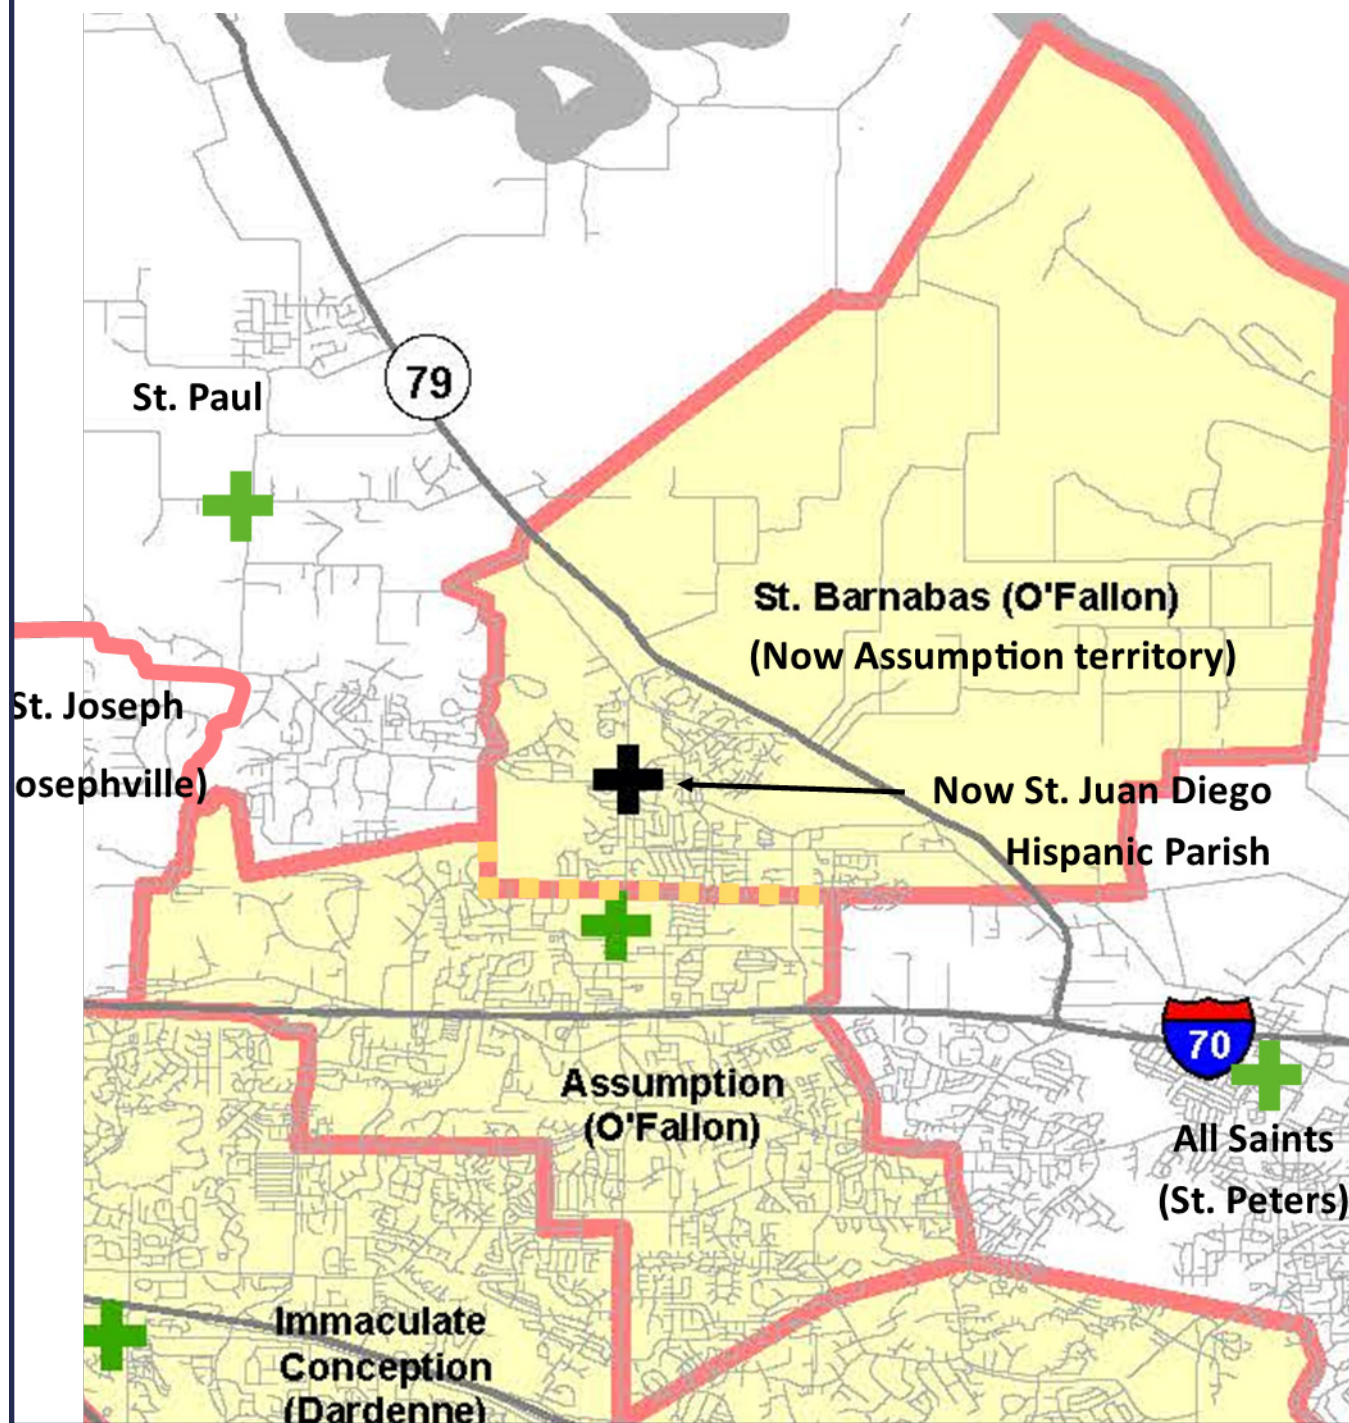 79
St. Paul
St. Barnabas (O'Fallon)
(Now Assumption territory)
St. Joseph
osephville)
Now St. Juan Diego
Hispanic Parish
70
Assumption
(O'Fallon)
All Saints
(St. Peters)
Immaculate
Conception
(Dardenne)